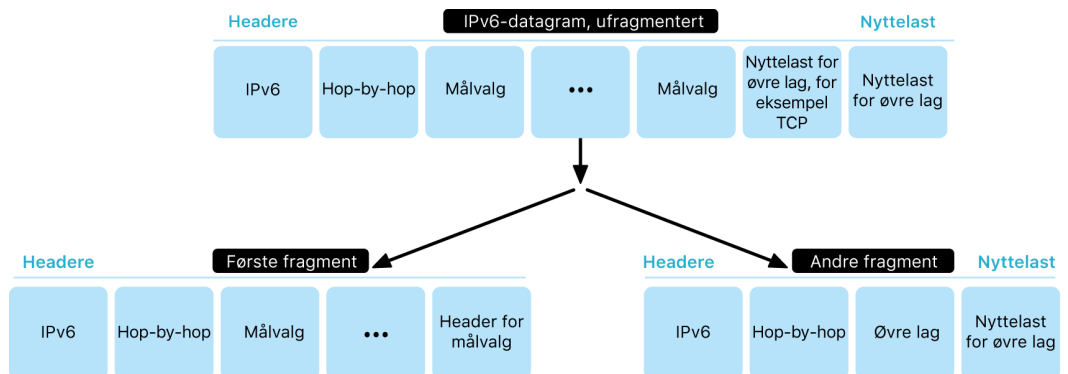 Headere
IPv6-datagram, ufragmentert
Nyttelast
IPv6
Hop-by-hop
Målvalg
•••
Målvalg
Nyttelast for
øvre lag, for
eksempel
TCP
Nyttelast
for øvre lag
Headere
Første fragment
IPv6
Hop-by-hop
Målvalg
•••
Header for
målvalg
Headere
Andre fragment
Nyttelast
IPv6
Hop-by-hop
Øvre lag
Nyttelast
for øvre lag